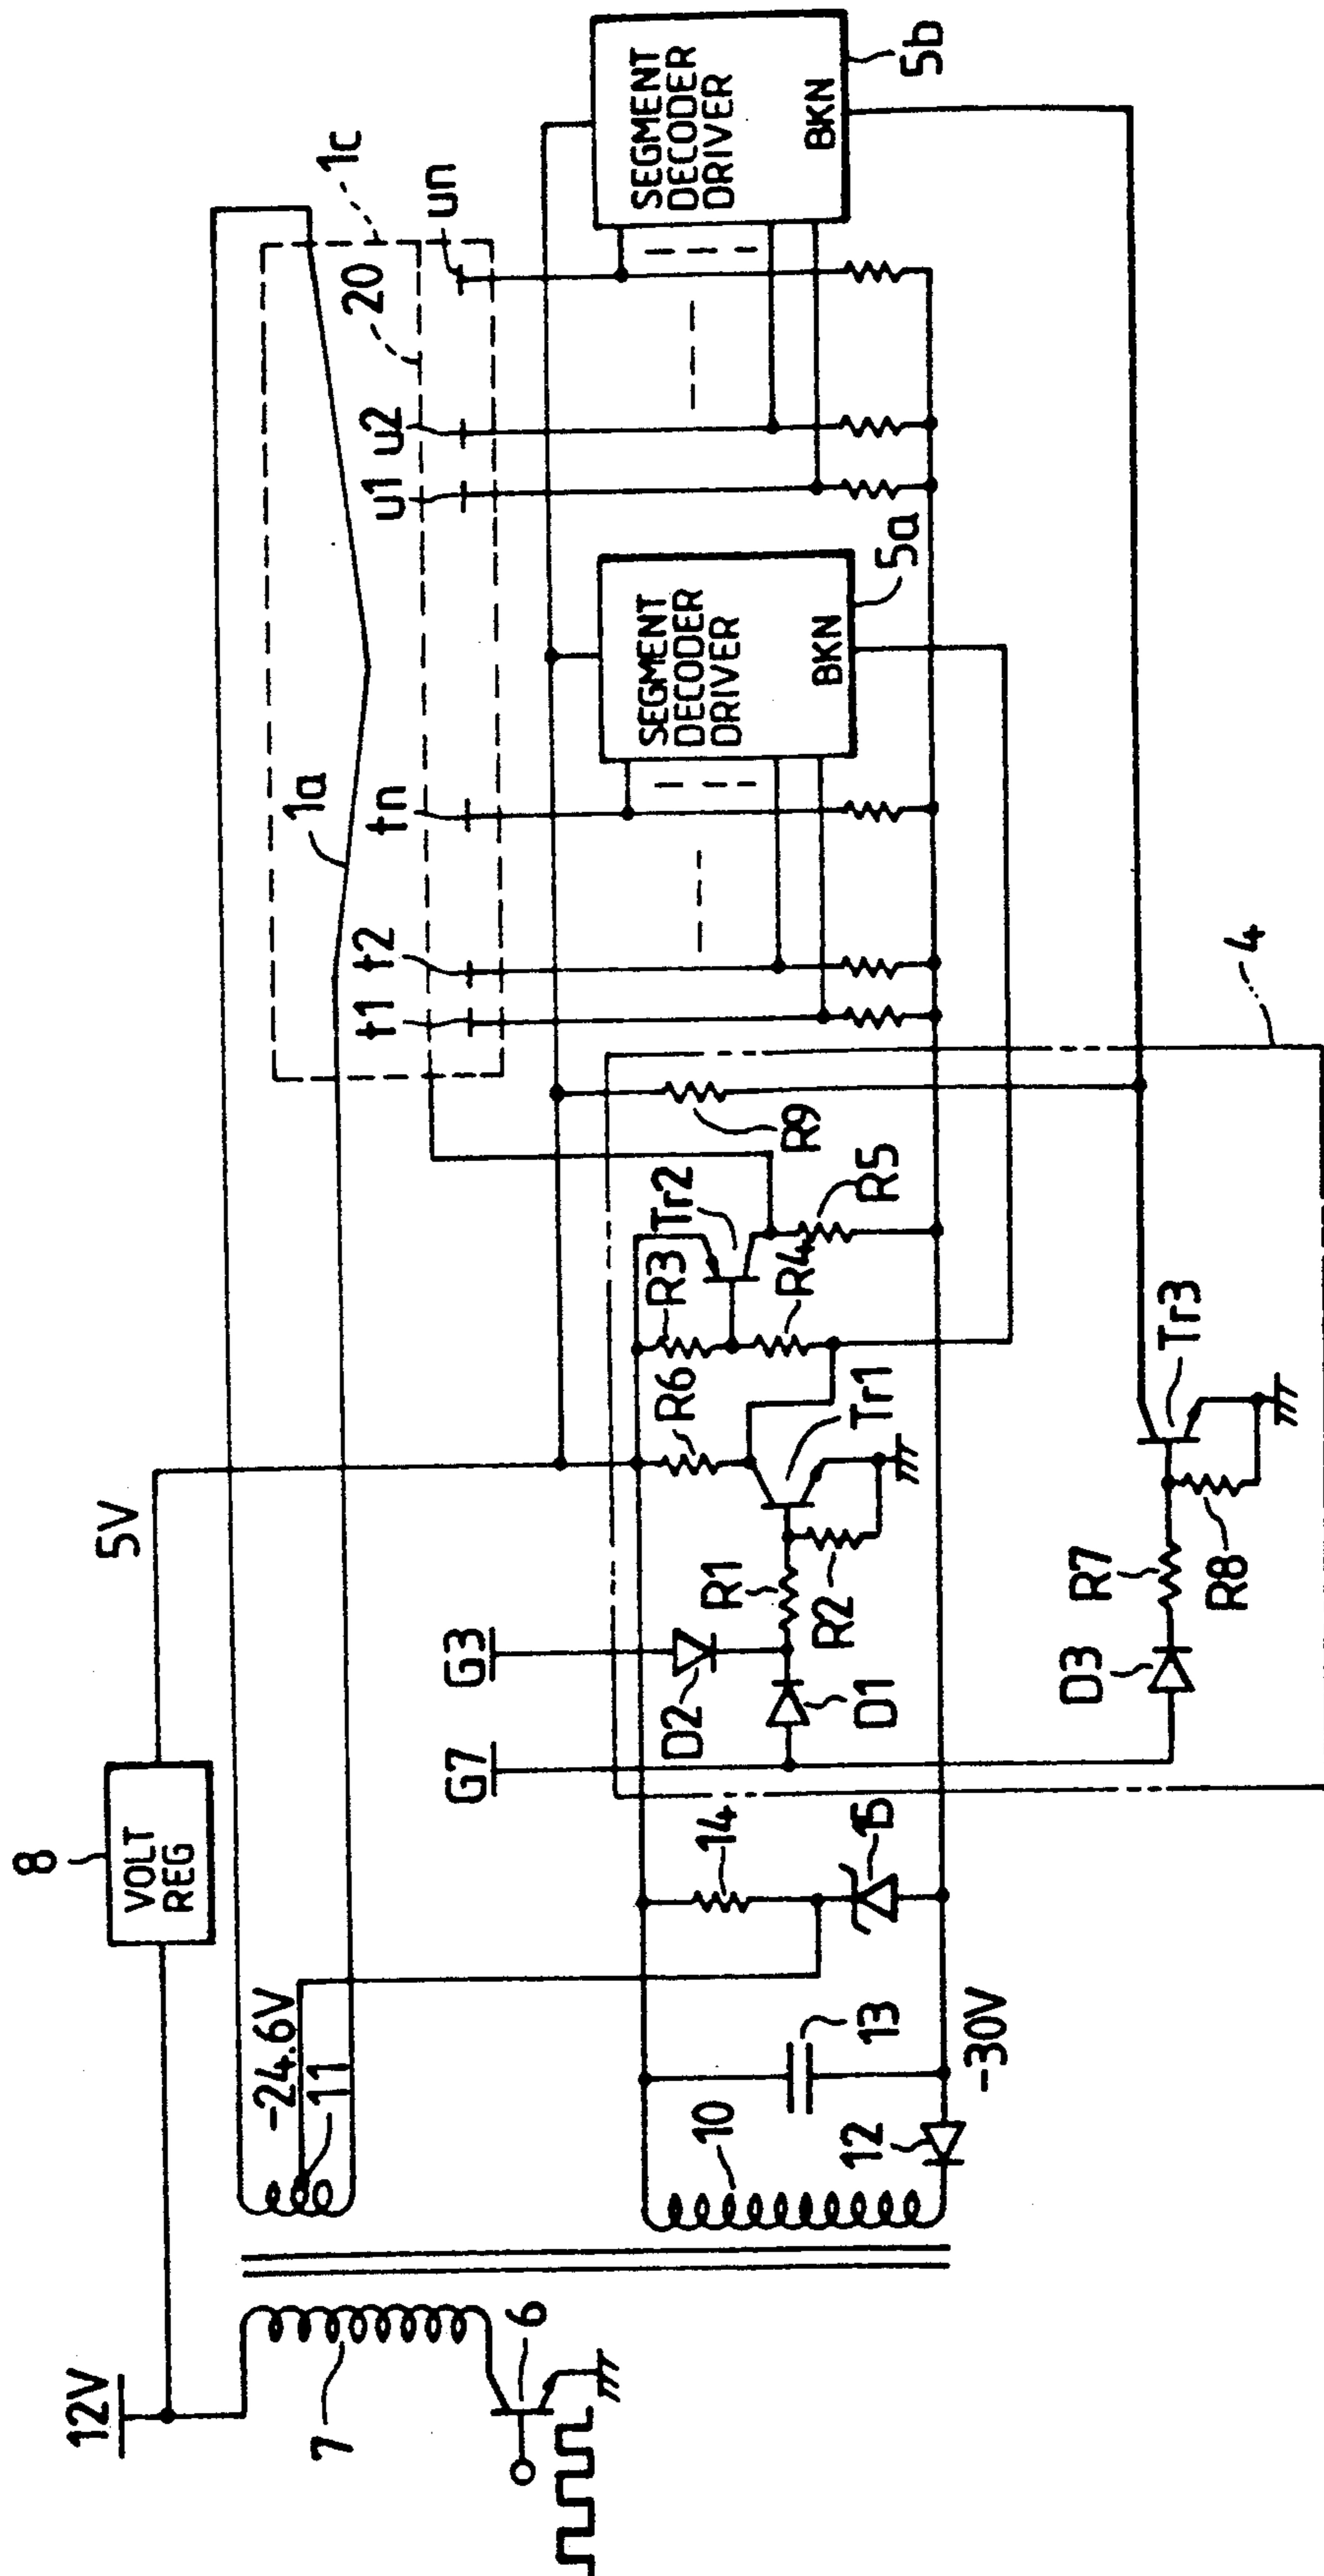 12V
7
6
8
VOLT
REG
5V
-24.6V
11
10
12
13
-30V
14
15
G7
G3
D2
D1
R1
R2
R6
Tr1
R3
R4
Tr2
R5
R9
D3
R7
R8
Tr3
4
1a
t1
t2
tn
u1
u2
un
20
1c
SEGMENT
DECODER
DRIVER
BKN
5a
SEGMENT
DECODER
DRIVER
BKN
5b